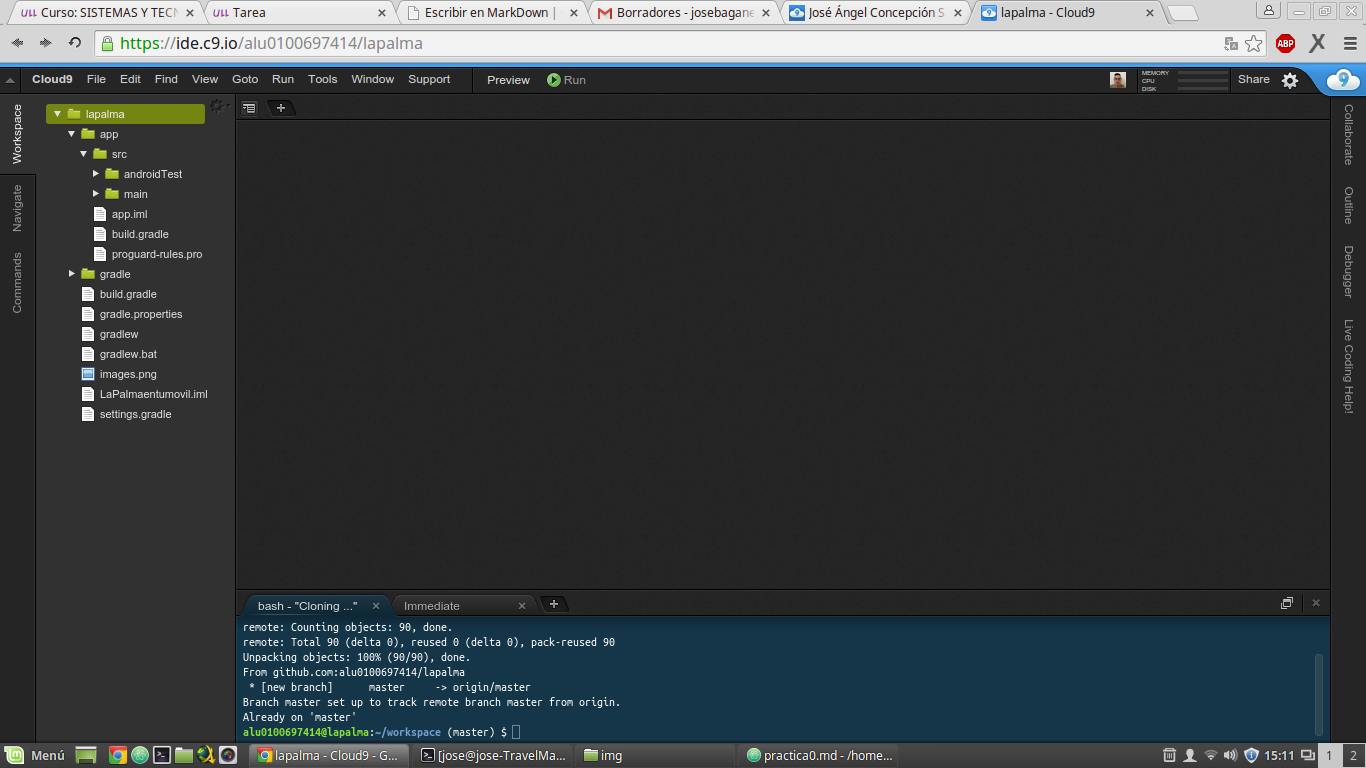 ULL Curso: SISTEMAS Y TECN
ULL Tarea
Escribir en MarkDown |
Borradores - josebagane
José Ángel Concepción S
lapalma - Cloud9
https://ide.c9.io/alu0100697414/lapalma
ABP
Cloud9 File Edit Find View Goto Run Tools Window Support Preview Run
MEMORY
CPU
DISK
Share
9
Workspace
Navigate
Commands
lapalma
app
src
androidTest
main
app.iml
build.gradle
proguard-rules.pro
gradle
build.gradle
gradle.properties
gradlew
gradlew.bat
images.png
LaPalmaentumovil.iml
settings.gradle
Collaborate
Outline
Debugger
Live Coding Help!
bash - "Cloning ..."
Immediate
remote: Counting objects: 90, done.
remote: Total 90 (delta 0), reused 0 (delta 0), pack-reused 90
Unpacking objects: 100% (90/90), done.
From github.com:alu0100697414/lapalma
* [new branch] master -> origin/master
Branch master set up to track remote branch master from origin.
Already on 'master'
alu0100697414@lapalma:~/workspace (master) $
Menú
lapalma - Cloud9 - G...
[jose@jose-TravelMa...
img
practica0.md - /home...
15:11
1
2